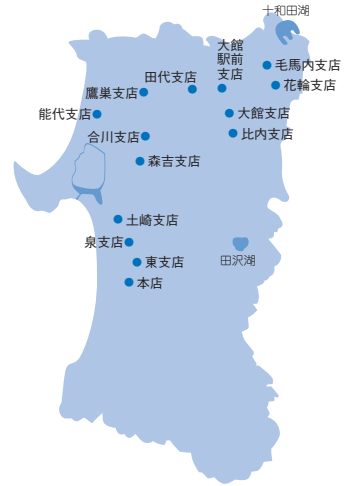 十和田湖
大館
駅前
支店
毛馬内支店
田代支店
花輪支店
鷹巣支店
能代支店
大館支店
合川支店
比内支店
森吉支店
土崎支店
泉支店
東支店
田沢湖
本店